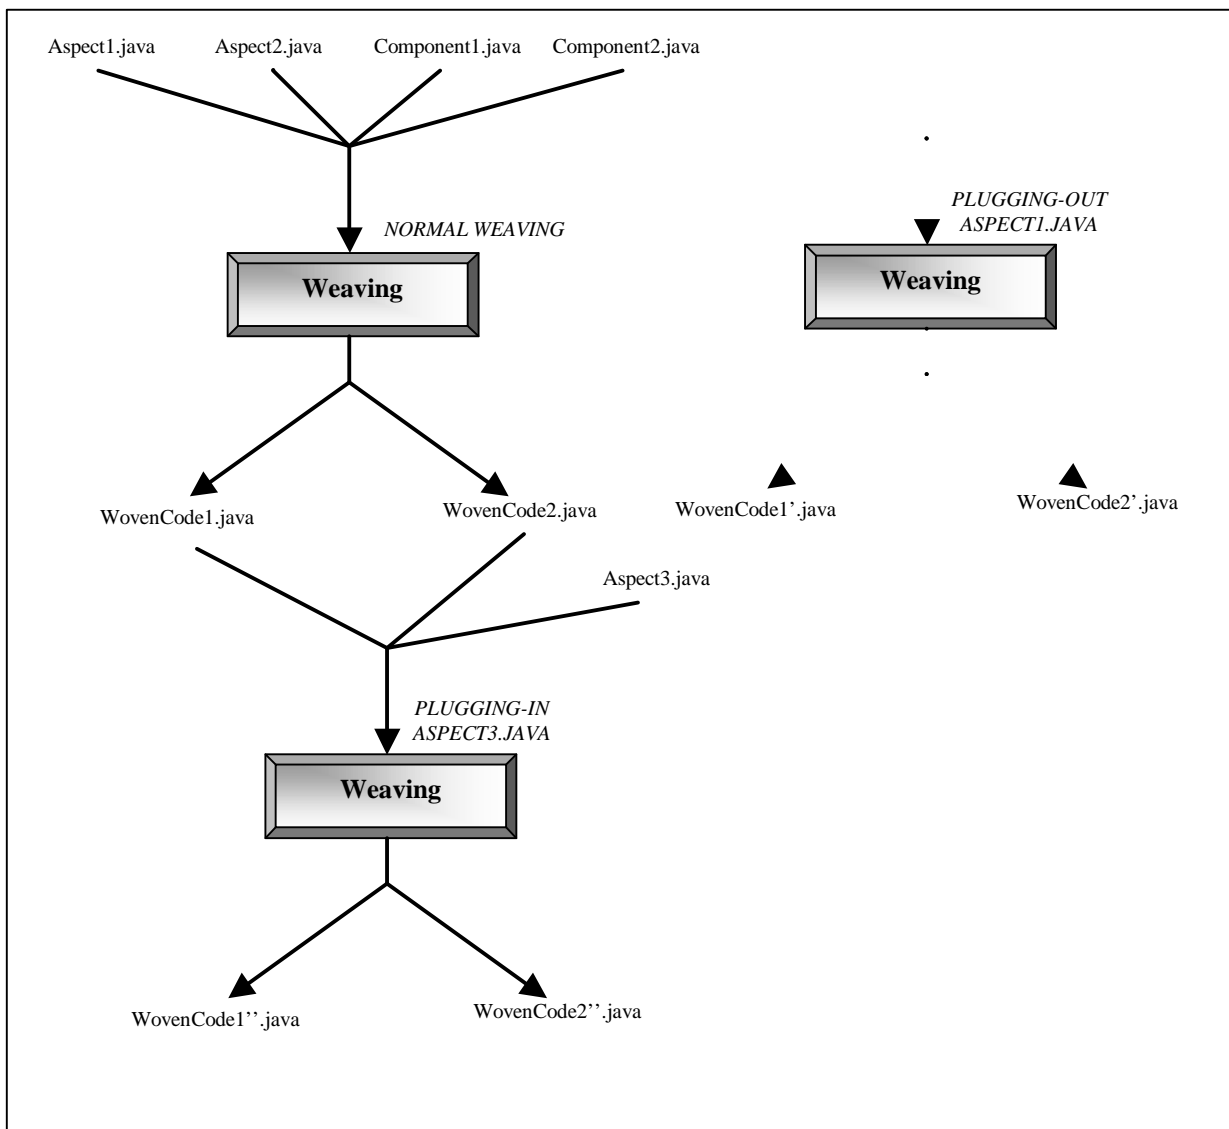 Aspect1.java
Aspect2.java
Component1.java
Component2.java
NORMAL WEAVING
Weaving
PLUGGING-OUT
ASPECT1.JAVA
Weaving
WovenCode1.java
WovenCode2.java
WovenCode1’.java
WovenCode2’.java
Aspect3.java
PLUGGING-IN
ASPECT3.JAVA
Weaving
WovenCode1’’.java
WovenCode2’’.java